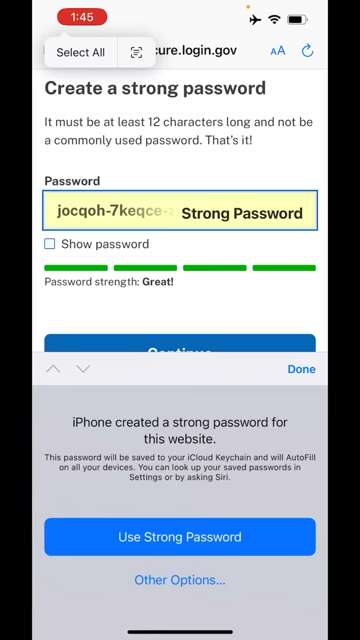 1:45
Select All
cure.login.gov
AA
Create a strong password
It must be at least 12 characters long and not be
a commonly used password. That's it!
Password
jocqoh-7keqce-
Strong Password
Show password
Password strength: Great!
Continue
Done
iPhone created a strong password for
this website.
This password will be saved to your iCloud Keychain and will AutoFill
on all your devices. You can look up your saved passwords in
Settings or by asking Siri.
Use Strong Password
Other Options...